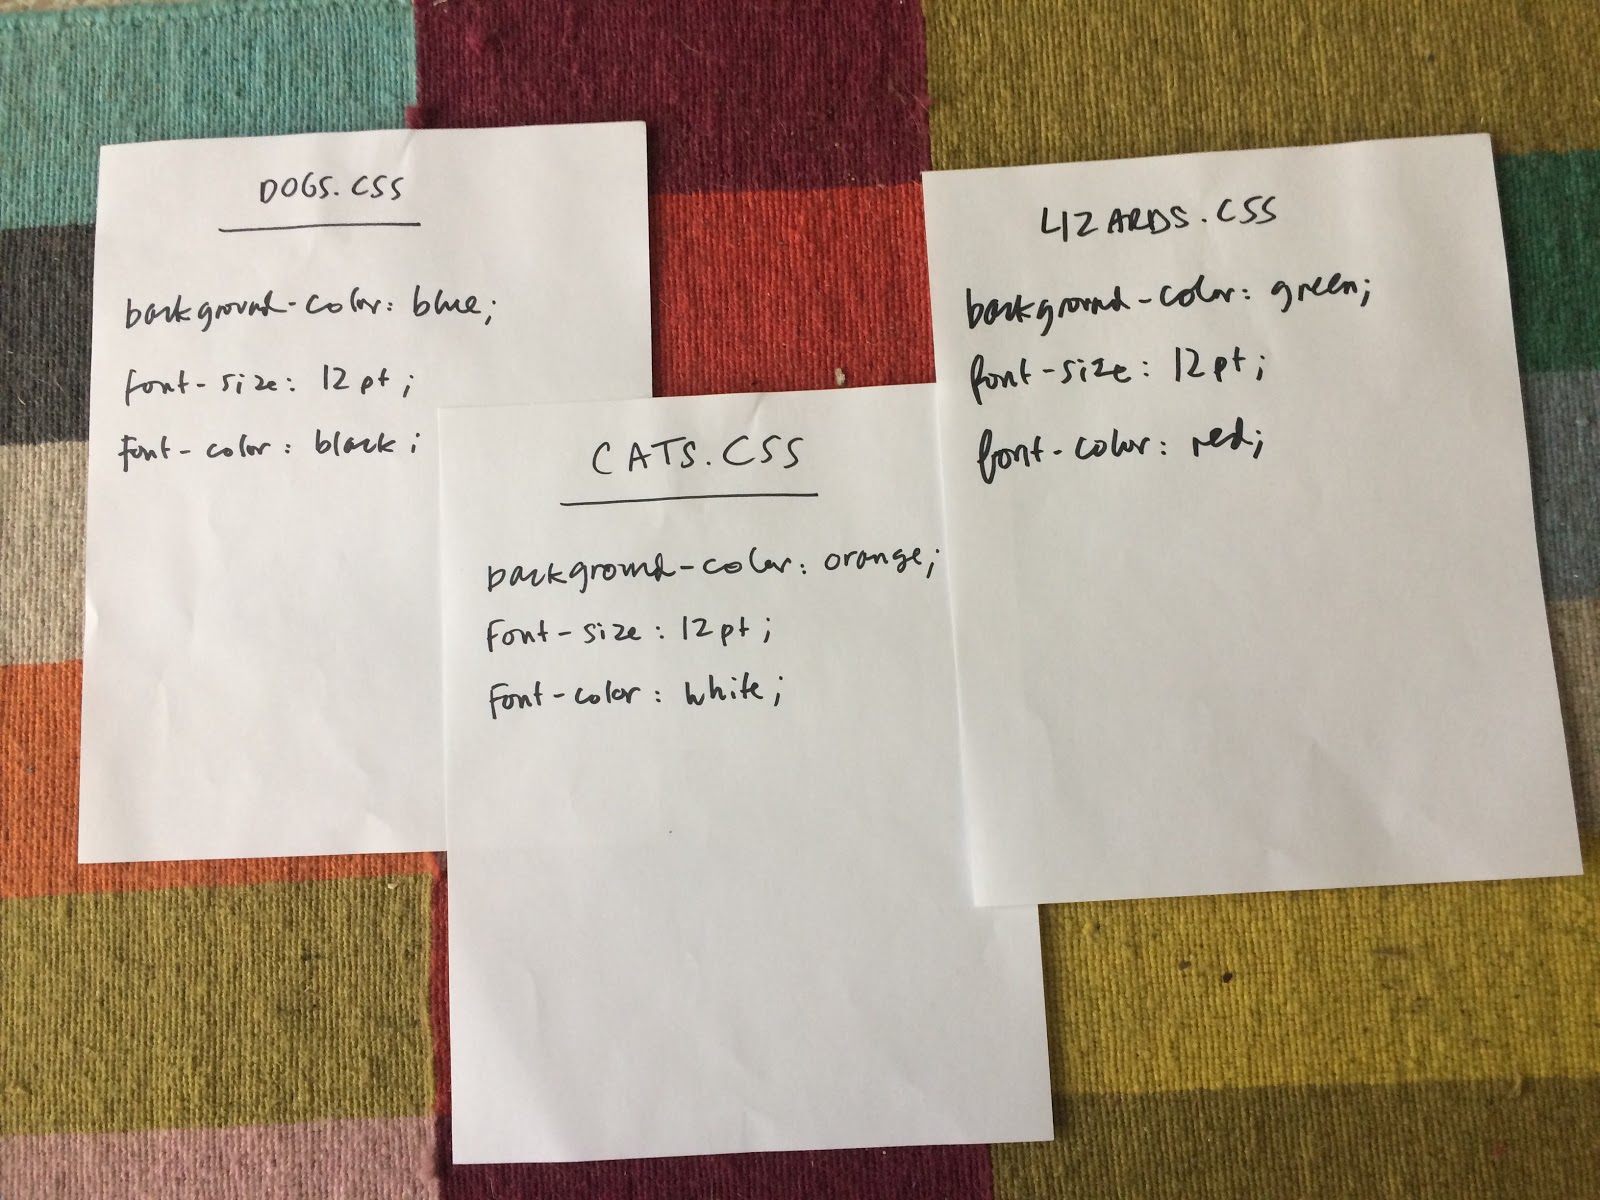 DOGS.CSS
background-color: blue;
font-size: 12pt;
font-color: black;
CATS.CSS
background-color: orange;
font-size: 12pt;
font-color: white;
LIZARDS.CSS
background-color: green;
font-size: 12pt;
font-color: red;